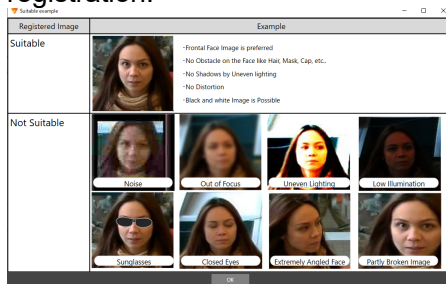 registration.
Suitable example
Registered Image
Example
Suitable
-Frontal Face Image is preferred
-No Obstacle on the Face like Hair, Mask, Cap, etc..
-No Shadows by Uneven lighting
-No Distortion
-Black and white Image is Possible
Not Suitable
Noise
Out of Focus
Uneven Lighting
Low Illumination
Sunglasses
Closed Eyes
Extremely Angled Face
Partly Broken Image
OK